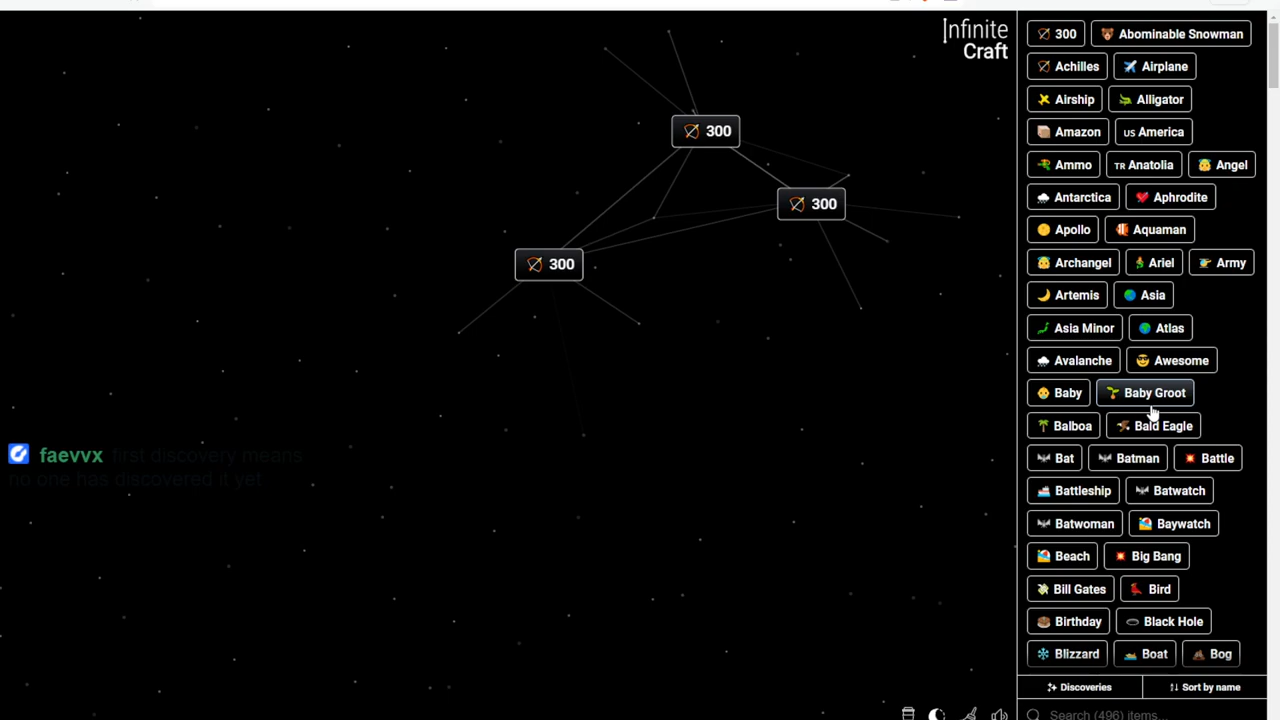 Infinite
Craft
300
300
300
faevvx first discovery means
no one has discovered it yet
300 Abominable Snowman
Achilles Airplane
Airship Alligator
Amazon US America
Ammo TR Anatolia Angel
Antarctica Aphrodite
Apollo Aquaman
Archangel Ariel Army
Artemis Asia
Asia Minor Atlas
Avalanche Awesome
Baby Baby Groot
Balboa Bald Eagle
Bat Batman Battle
Battleship Batwatch
Batwoman Baywatch
Beach Big Bang
Bill Gates Bird
Birthday Black Hole
Blizzard Boat Bog
Discoveries Sort by name
Search (496) items...